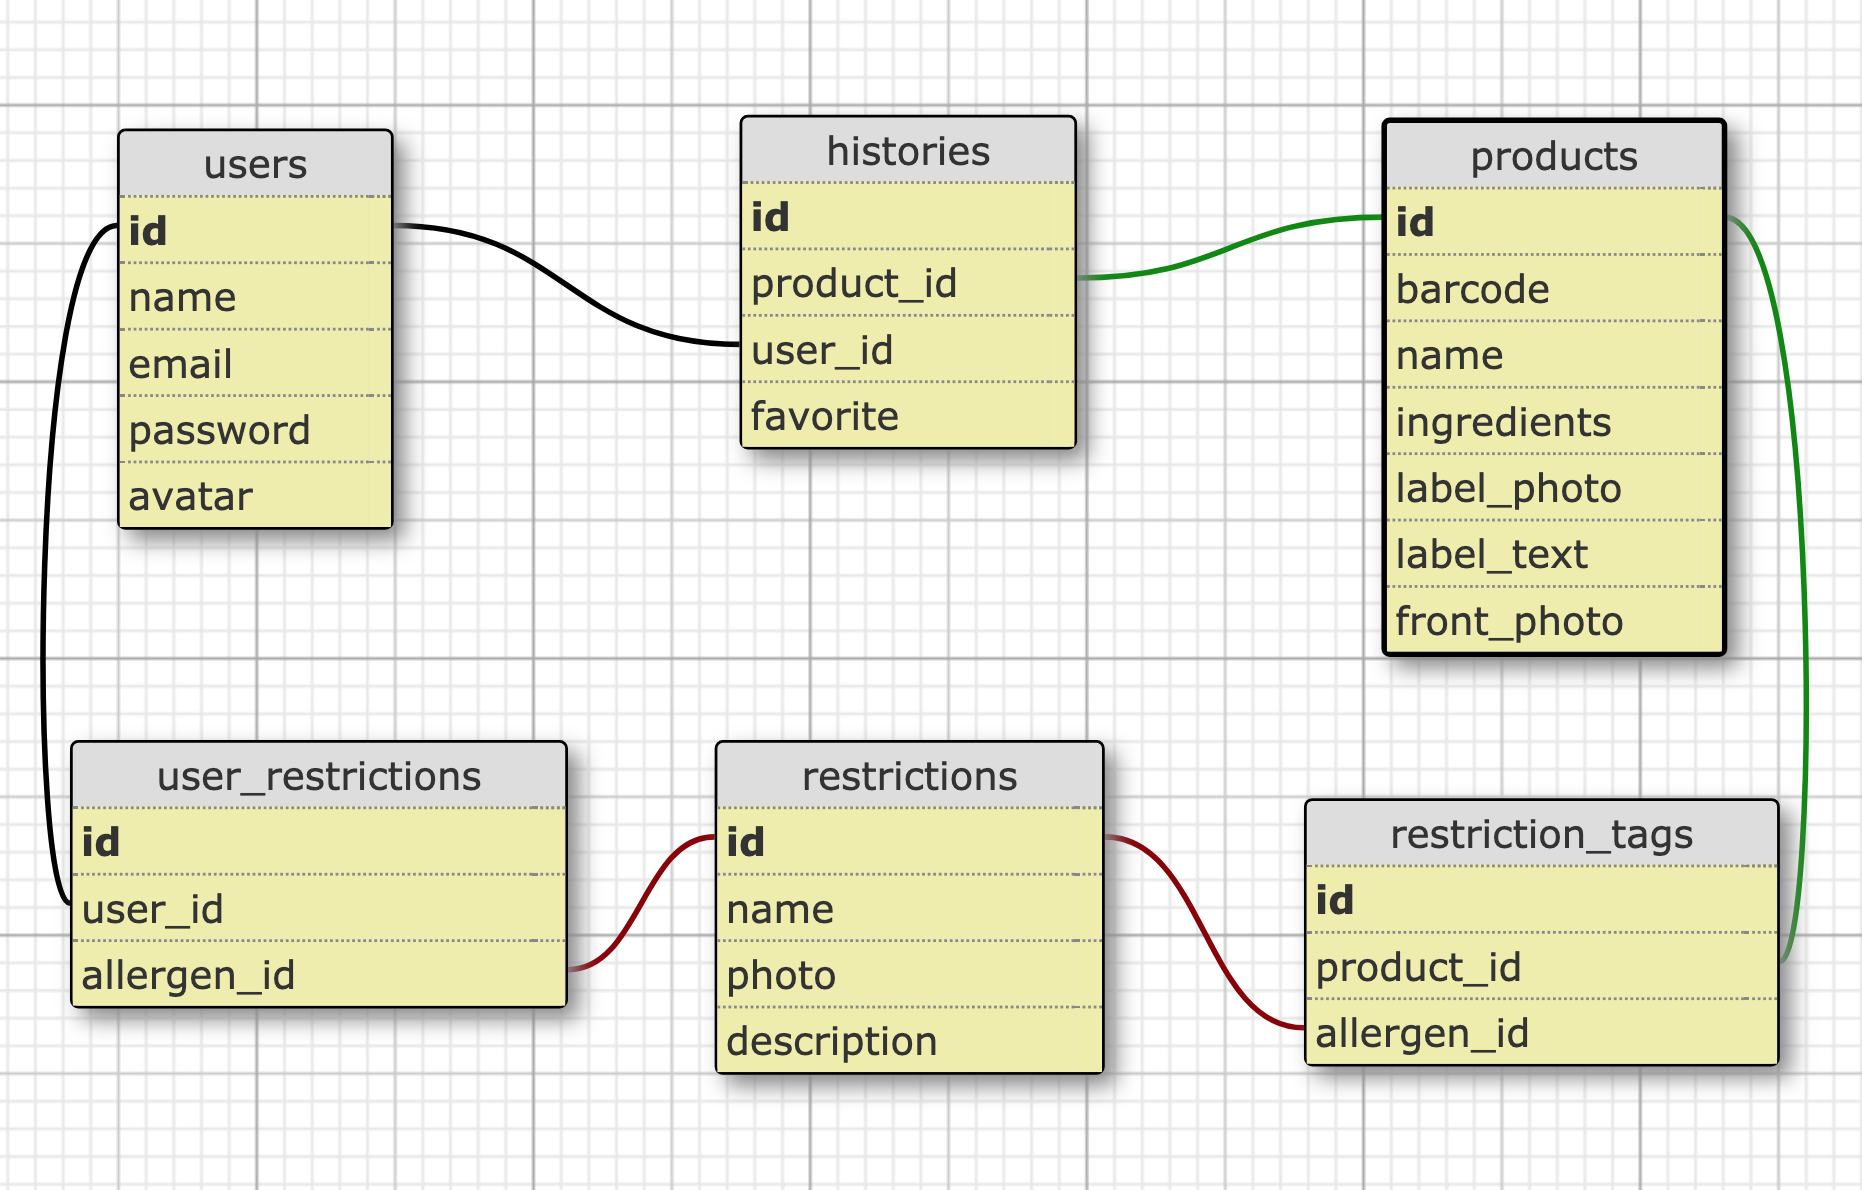 users
id
name
email
password
avatar
histories
id
product_id
user_id
favorite
products
id
barcode
name
ingredients
label_photo
label_text
front_photo
user_restrictions
id
user_id
allergen_id
restrictions
id
name
photo
description
restriction_tags
id
product_id
allergen_id